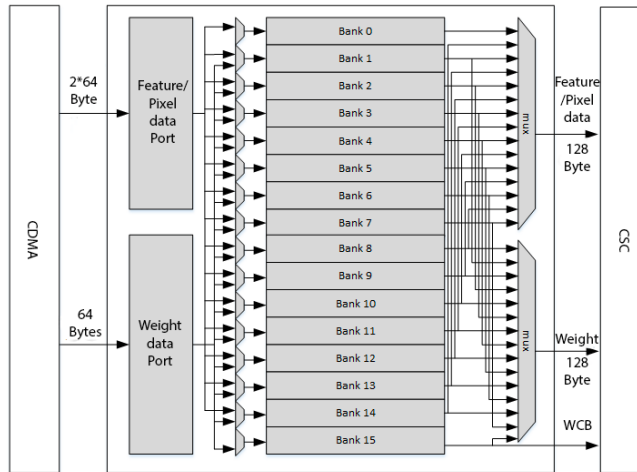 CDMA
2*64
Byte
Feature/
Pixel
data
Port
64
Bytes
Weight
data
Port
Bank 0
Bank 1
Bank 2
Bank 3
Bank 4
Bank 5
Bank 6
Bank 7
Bank 8
Bank 9
Bank 10
Bank 11
Bank 12
Bank 13
Bank 14
Bank 15
mux
mux
Feature
/Pixel
data
128
Byte
Weight
128
Byte
WCB
CSC